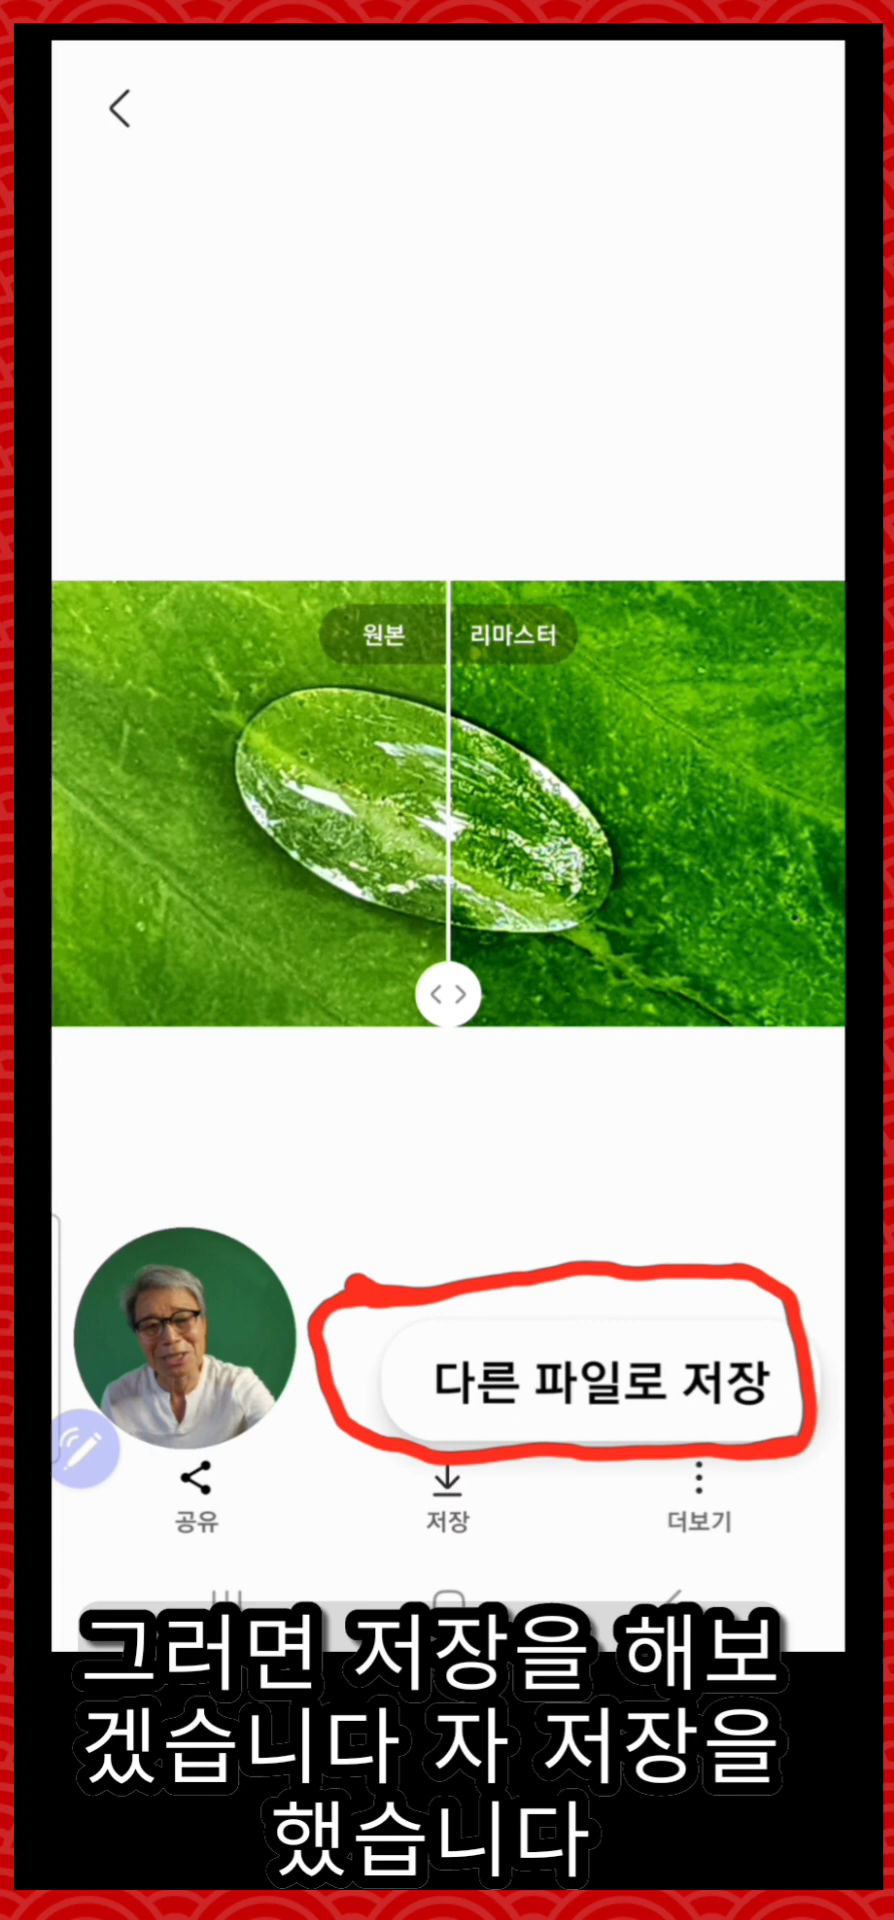 원본 리마스터
다른 파일로 저장
공유 저장 더보기
그러면 저장을 해보
겠습니다 자 저장을
했습니다